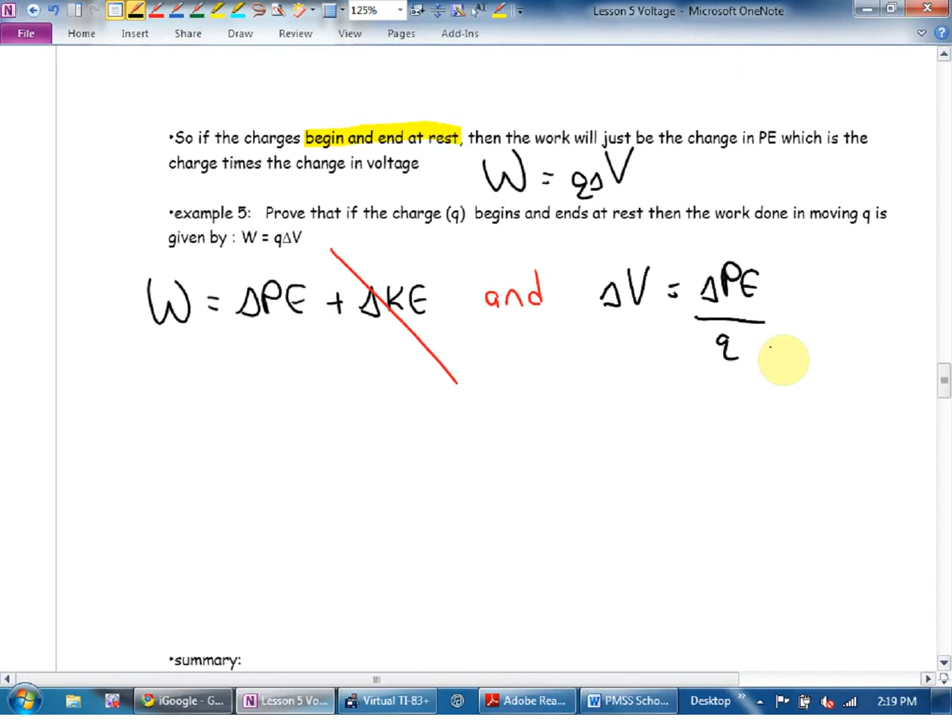 125%
Lesson 5 Voltage - Microsoft OneNote
File Home Insert Share Draw Review View Pages Add-Ins
•So if the charges begin and end at rest, then the work will just be the change in PE which is the
charge times the change in voltage
W = qΔV
•example 5: Prove that if the charge (q) begins and ends at rest then the work done in moving q is
given by : W = qΔV
W = ΔPE + ΔKE and ΔV = ΔPE
q
•summary:
iGoogle - G... Lesson 5 Vo... Virtual TI-83+ Adobe Rea... PMSS Scho... Desktop » 2:19 PM